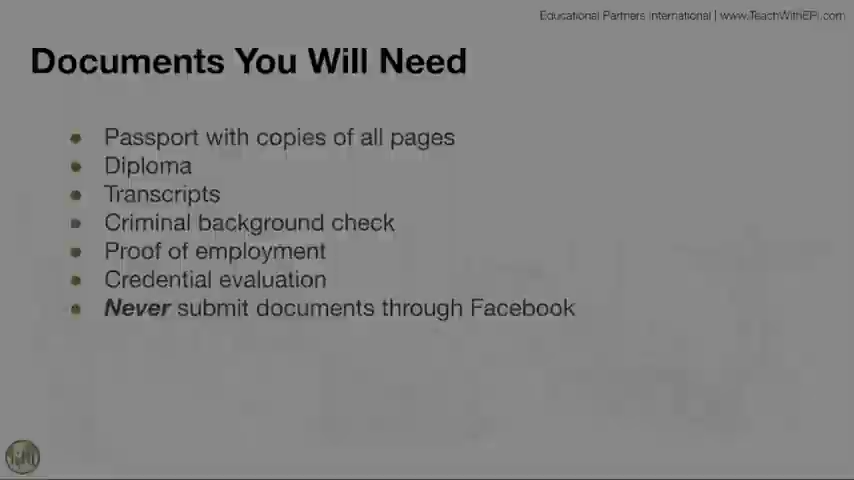 Educational Partners International | www.TeachWithEPI.com
Documents You Will Need
● Passport with copies of all pages
● Diploma
● Transcripts
● Criminal background check
● Proof of employment
● Credential evaluation
● Never submit documents through Facebook